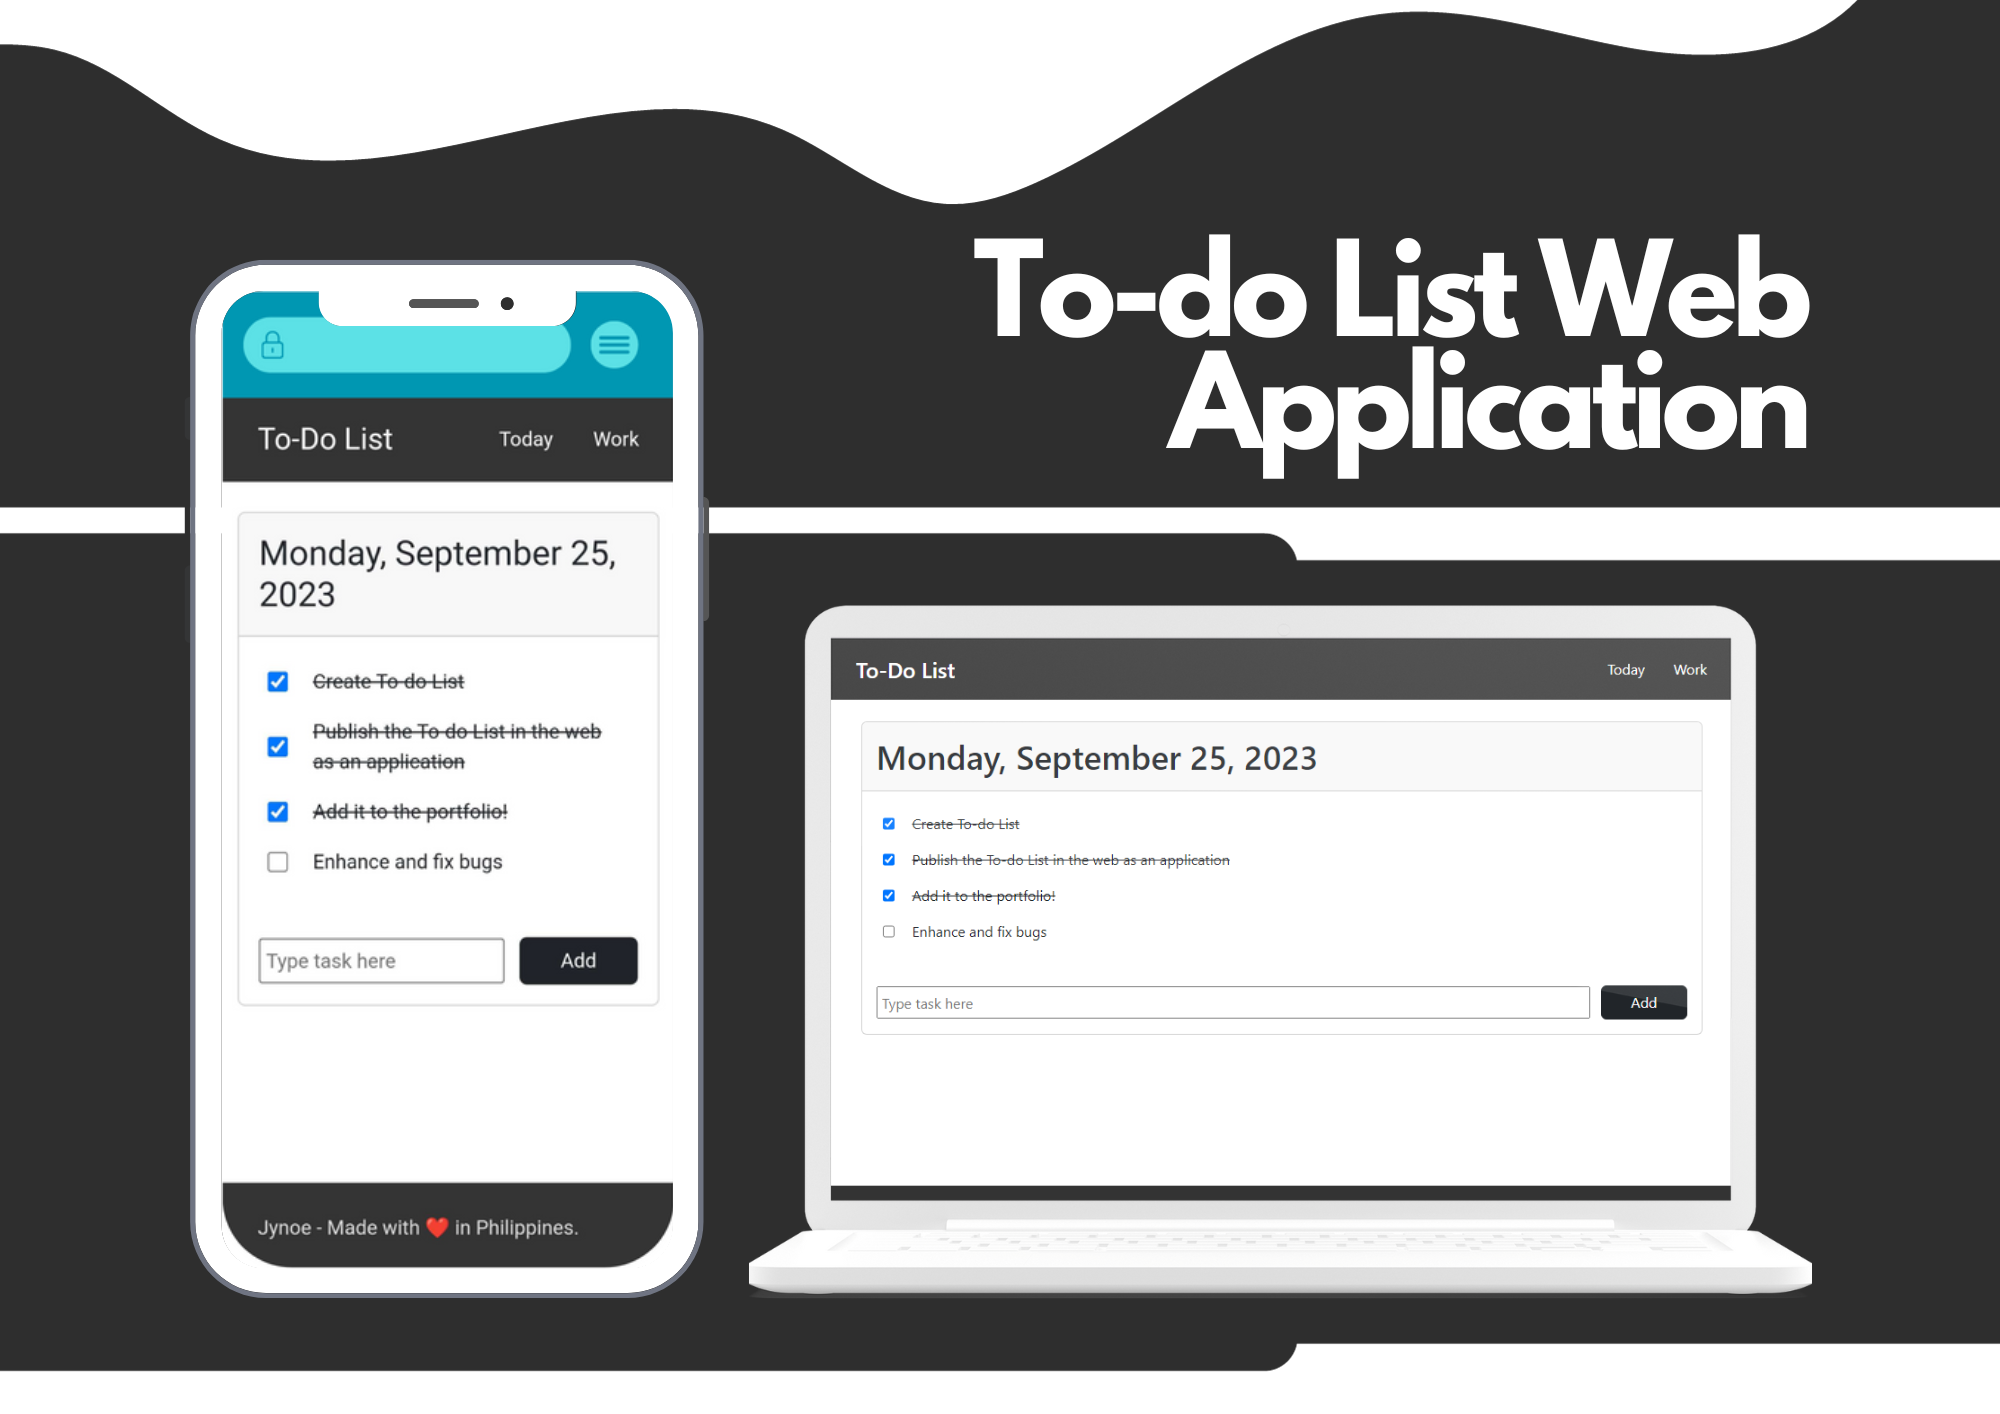 To-do List Web
Application
To-Do List
Today
Work
Monday, September 25,
2023
Create To-do List
Publish the To-do List in the web
as an application
Add it to the portfolio!
Enhance and fix bugs
Type task here
Add
Jynoe - Made with ❤️ in Philippines.
To-Do List
Today
Work
Monday, September 25, 2023
Create To-do List
Publish the To-do List in the web as an application
Add it to the portfolio!
Enhance and fix bugs
Type task here
Add